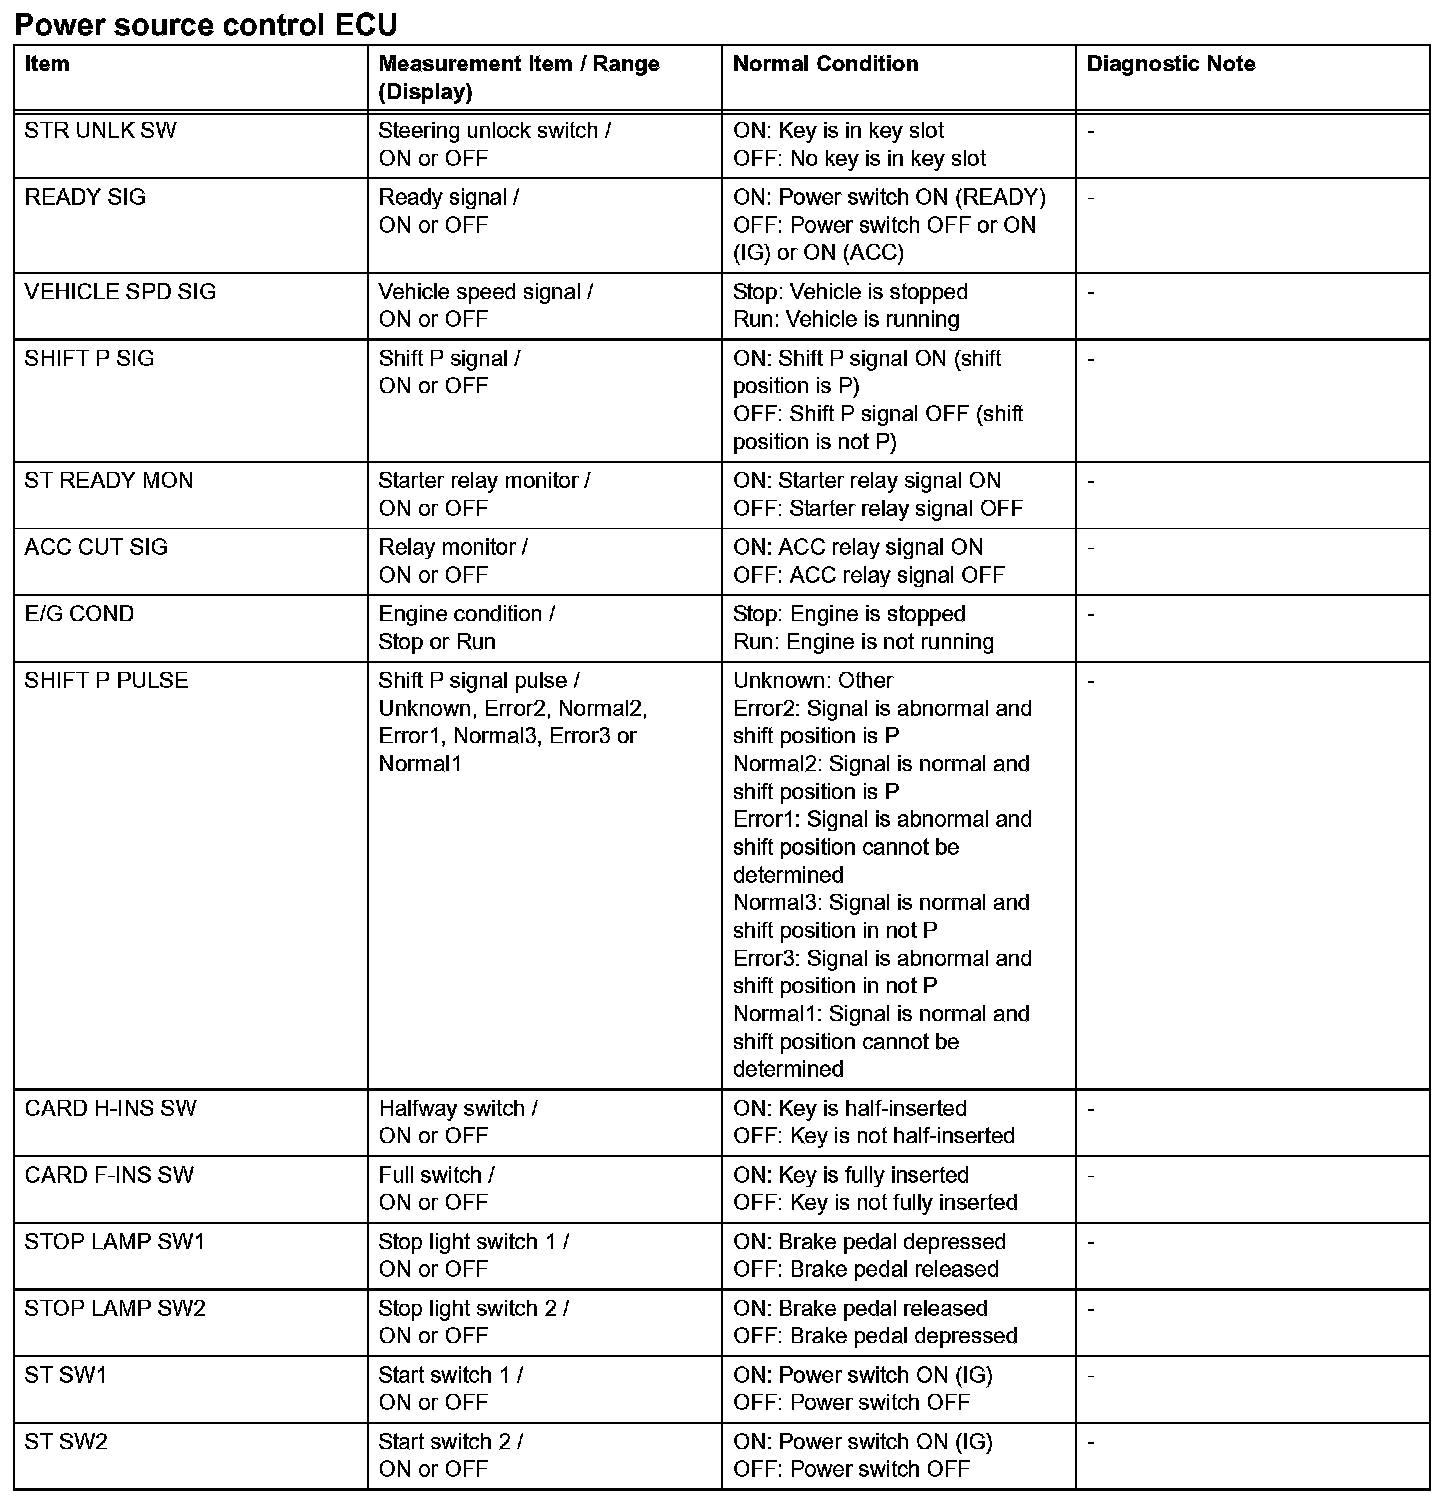 Power source control ECU
Item
Measurement Item / Range
(Display)
Normal Condition
Diagnostic Note
STR UNLK SW
Steering unlock switch /
ON or OFF
ON: Key is in key slot
OFF: No key is in key slot
-
READY SIG
Ready signal /
ON or OFF
ON: Power switch ON (READY)
OFF: Power switch OFF or ON
(IG) or ON (ACC)
-
VEHICLE SPD SIG
Vehicle speed signal /
ON or OFF
Stop: Vehicle is stopped
Run: Vehicle is running
-
SHIFT P SIG
Shift P signal /
ON or OFF
ON: Shift P signal ON (shift
position is P)
OFF: Shift P signal OFF (shift
position is not P)
-
ST READY MON
Starter relay monitor /
ON or OFF
ON: Starter relay signal ON
OFF: Starter relay signal OFF
-
ACC CUT SIG
Relay monitor /
ON or OFF
ON: ACC relay signal ON
OFF: ACC relay signal OFF
-
E/G COND
Engine condition /
Stop or Run
Stop: Engine is stopped
Run: Engine is not running
-
SHIFT P PULSE
Shift P signal pulse /
Unknown, Error2, Normal2,
Error1, Normal3, Error3 or
Normal1
Unknown: Other
Error2: Signal is abnormal and
shift position is P
Normal2: Signal is normal and
shift position is P
Error1: Signal is abnormal and
shift position cannot be
determined
Normal3: Signal is normal and
shift position in not P
Error3: Signal is abnormal and
shift position in not P
Normal1: Signal is normal and
shift position cannot be
determined
-
CARD H-INS SW
Halfway switch /
ON or OFF
ON: Key is half-inserted
OFF: Key is not half-inserted
-
CARD F-INS SW
Full switch /
ON or OFF
ON: Key is fully inserted
OFF: Key is not fully inserted
-
STOP LAMP SW1
Stop light switch 1 /
ON or OFF
ON: Brake pedal depressed
OFF: Brake pedal released
-
STOP LAMP SW2
Stop light switch 2 /
ON or OFF
ON: Brake pedal released
OFF: Brake pedal depressed
-
ST SW1
Start switch 1 /
ON or OFF
ON: Power switch ON (IG)
OFF: Power switch OFF
-
ST SW2
Start switch 2 /
ON or OFF
ON: Power switch ON (IG)
OFF: Power switch OFF
-